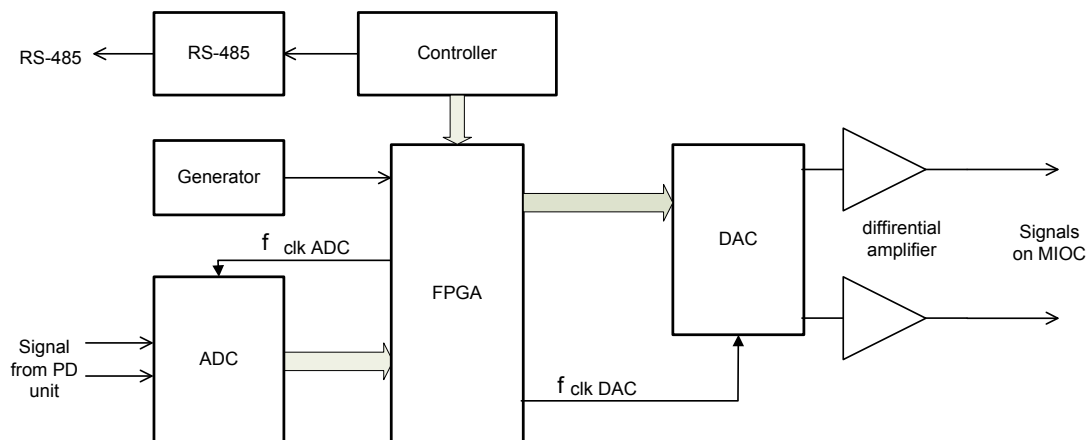 RS-485
RS-485
Controller
Generator
f clk ADC
FPGA
DAC
diffirential
amplifier
Signals
on MIOC
Signal
from PD
unit
ADC
f clk DAC